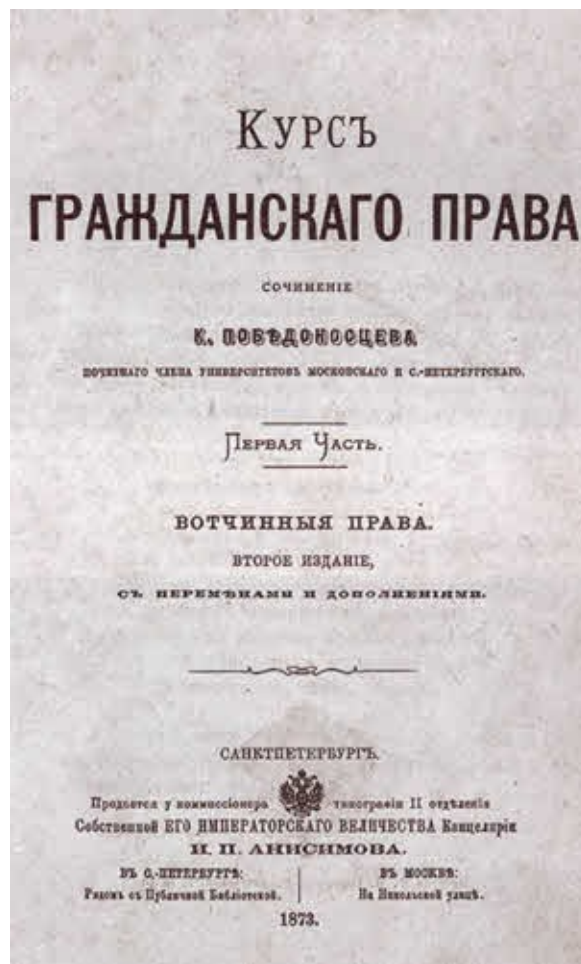 Курсъ
ГРАЖДАНСКАГО ПРАВА
СОЧИНЕНІЕ
К. ПОБѢДОНОСЦЕВА
ПОЧЕТНАГО ЧЛЕНА УНИВЕРСИТЕТОВЪ МОСКОВСКАГО И С.-ПЕТЕРБУРГСКАГО.
Первая Часть.
ВОТЧИННЫЯ ПРАВА.
ВТОРОЕ ИЗДАНІЕ,
СЪ ПЕРЕМѢНАМИ И ДОПОЛНЕНІЯМИ.
САНКТПЕТЕРБУРГЪ.
Продается у коммиссіонера типографіи II отдѣленія
Собственной ЕГО ИМПЕРАТОРСКАГО ВЕЛИЧЕСТВА Канцеляріи
И. П. АНИСИМОВА.
ВЪ С.-ПЕТЕРБУРГѢ: ВЪ МОСКВѢ:
Рядомъ съ Публичной Библіотекой. На Никольской улицѣ.
1873.